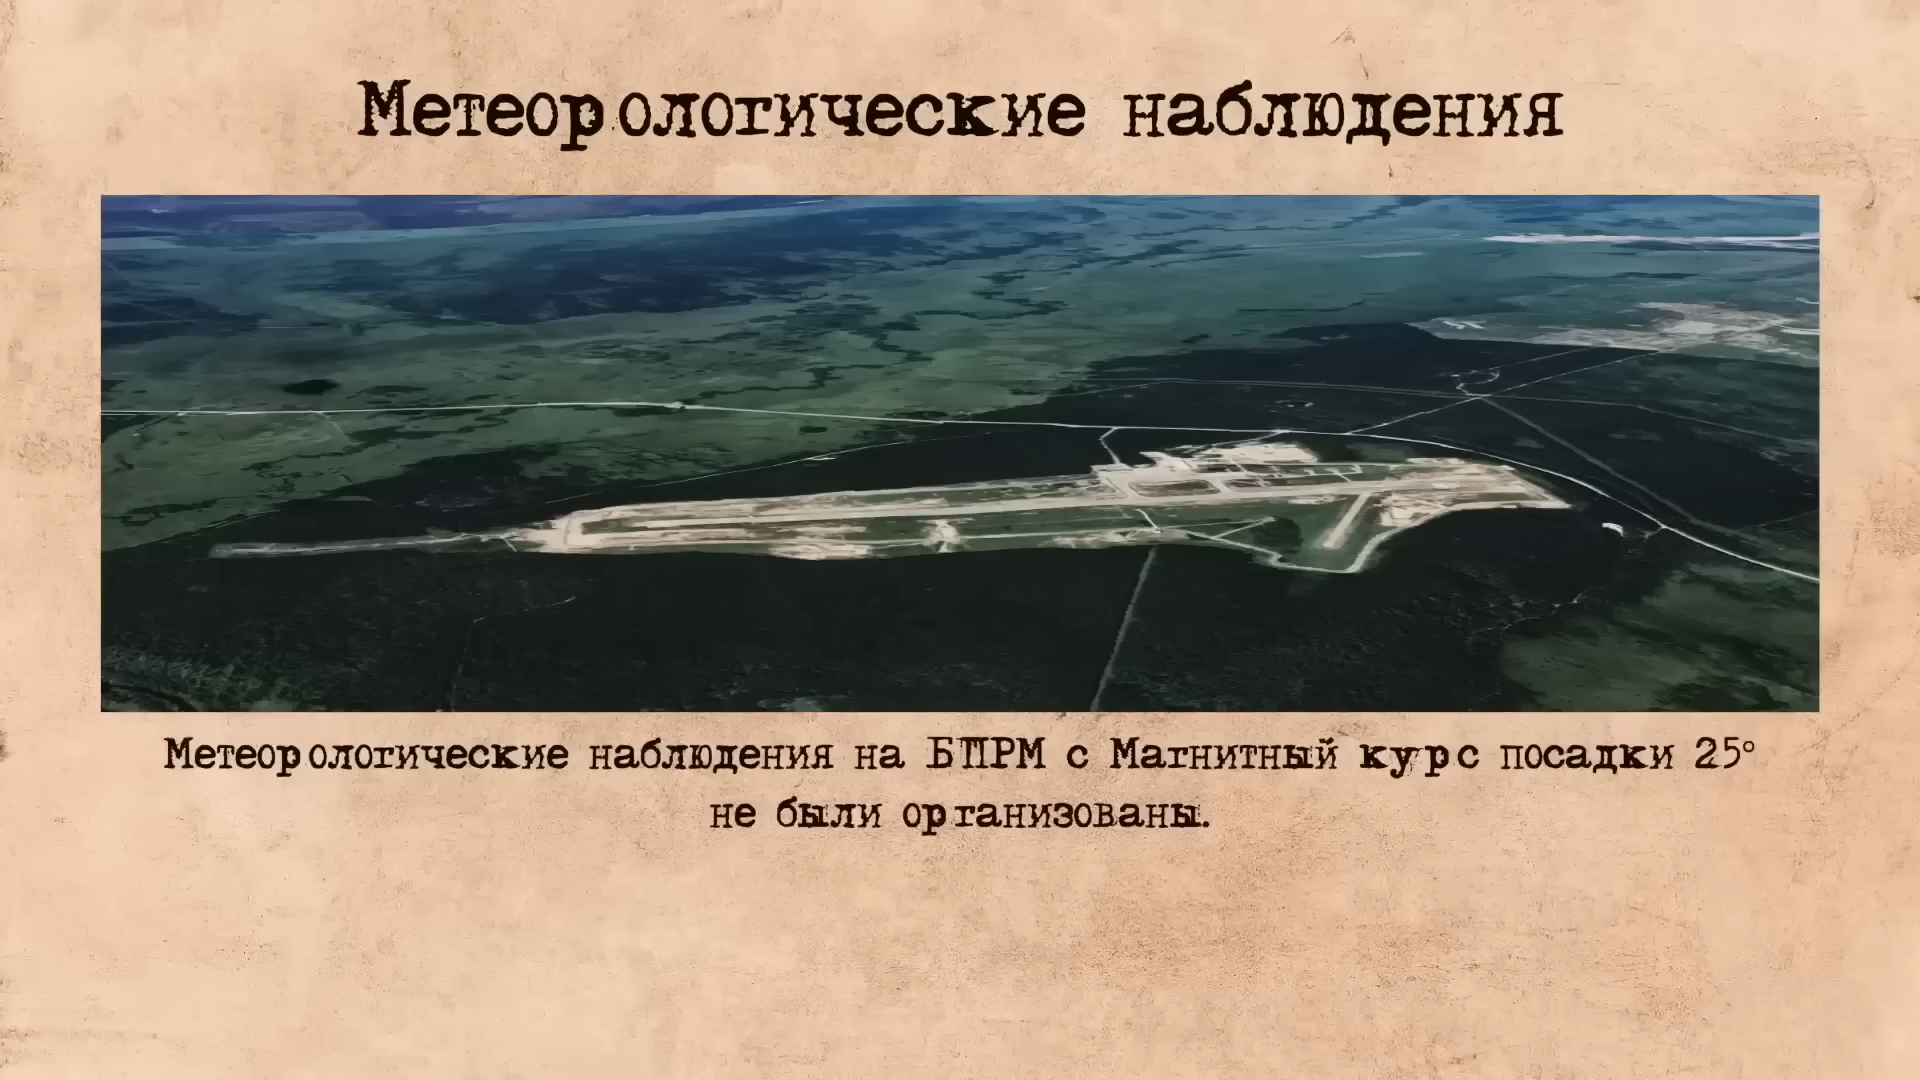 Метеорологические наблюдения
Метеорологические наблюдения на БПРМ с Магнитный курс посадки 25°
не были организованы.